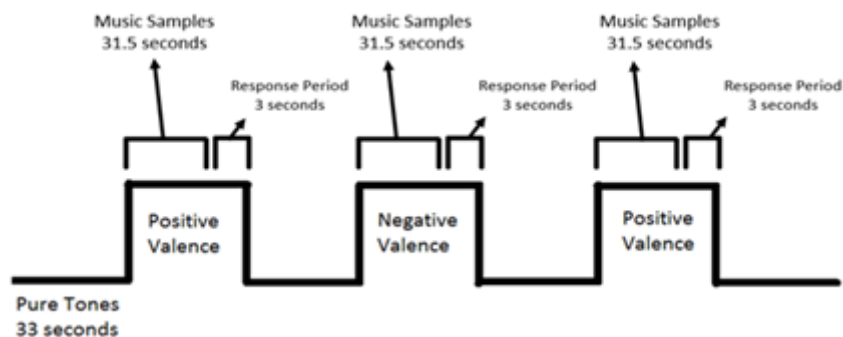 Music Samples
31.5 seconds
Music Samples
31.5 seconds
Music Samples
31.5 seconds
Response Period
3 seconds
Response Period
3 seconds
Response Period
3 seconds
Positive
Valence
Negative
Valence
Positive
Valence
Pure Tones
33 seconds